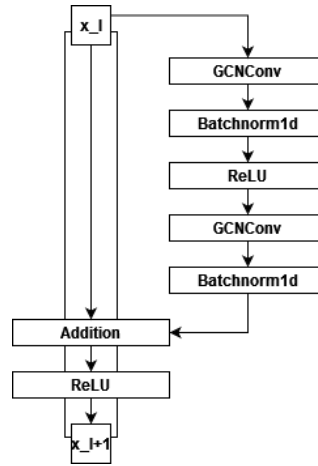 x_l
GCNConv
Batchnorm1d
ReLU
GCNConv
Batchnorm1d
Addition
ReLU
x_l+1